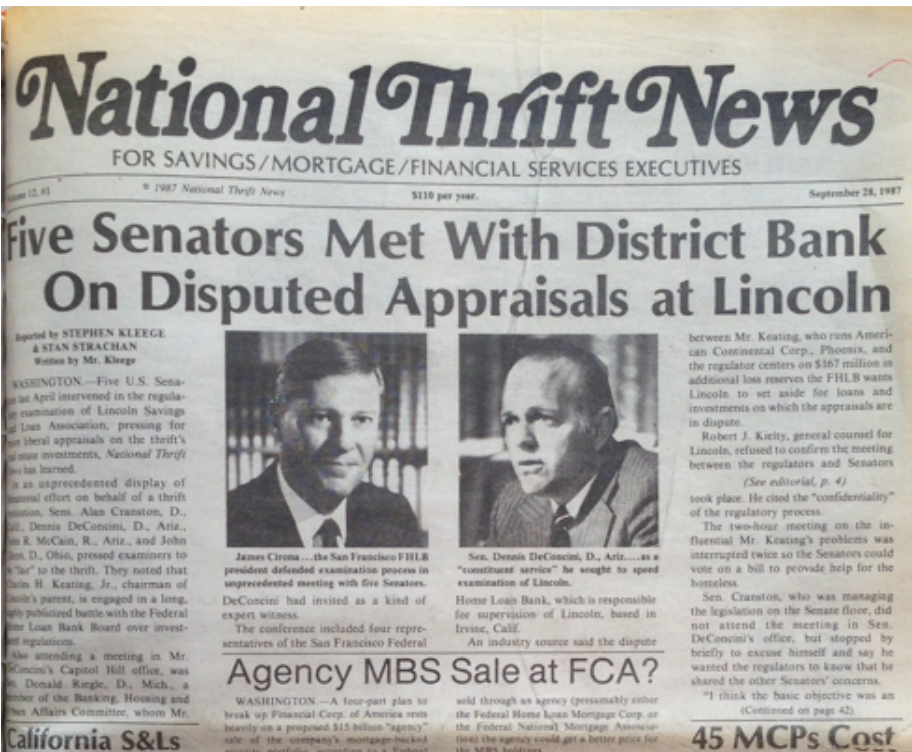 National Thrift News
FOR SAVINGS/MORTGAGE/FINANCIAL SERVICES EXECUTIVES
12, #1
© 1987 National Thrift News
$110 per year.
September 28, 1987
Five Senators Met With District Bank
On Disputed Appraisals at Lincoln
Reported by STEPHEN KLEEGE
& STAN STRACHAN
Written by Mr. Kleege
WASHINGTON.—Five U.S. Sena-
last April intervened in the regula-
examination of Lincoln Savings
Loan Association, pressing for
liberal appraisals on the thrift's
estate investments, National Thrift
has learned.
an unprecedented display of
effort on behalf of a thrift
Sen. Alan Cranston, D.,
Dennis DeConcini, D., Ariz.,
R. McCain, R., Ariz., and John
D., Ohio, pressed examiners to
"fair" to the thrift. They noted that
H. Keating, Jr., chairman of
parent, is engaged in a long,
publicized battle with the Federal
Loan Bank Board over invest-
regulations.
attending a meeting in Mr.
Capitol Hill office, was
Donald Riegle, D., Mich., a
of the Banking, Housing and
Affairs Committee, whom Mr.
James Cirona...the San Francisco FHLB
president defended examination process in
unprecedented meeting with five Senators.
DeConcini had invited as a kind of
expert witness.
The conference included four repre-
sentatives of the San Francisco Federal
Sen. Dennis DeConcini, D., Ariz....as a
"constituent service" he sought to speed
examination of Lincoln.
Home Loan Bank, which is responsible
for supervision of Lincoln, based in
Irvine, Calif.
An industry source said the dispute
between Mr. Keating, who runs Ameri-
can Continental Corp., Phoenix, and
the regulator centers on $167 million in
additional loss reserves the FHLB wants
Lincoln to set aside for loans and
investments on which the appraisals are
in dispute.
Robert J. Kielty, general counsel for
Lincoln, refused to confirm the meeting
between the regulators and Senators
(See editorial, p. 4)
took place. He cited the "confidentiality"
of the regulatory process.
The two-hour meeting on the in-
fluential Mr. Keating's problems was
interrupted twice so the Senators could
vote on a bill to provide help for the
homeless.
Sen. Cranston, who was managing
the legislation on the Senate floor, did
not attend the meeting in Sen.
DeConcini's office, but stopped by
briefly to excuse himself and say he
wanted the regulators to know that he
shared the other Senators' concerns.
"I think the basic objective was an
(Continued on page 42)
Agency MBS Sale at FCA?
WASHINGTON.—A four-part plan to
break up Financial Corp. of America rests
heavily on a proposed $15 billion "agency"
sale of the company's mortgage-backed
sold through an agency (presumably either
the Federal Home Loan Mortgage Corp. or
the Federal National Mortgage Associa-
tion) the agency could get a better price for
the MBS holdings.
California S&Ls
45 MCPs Cost